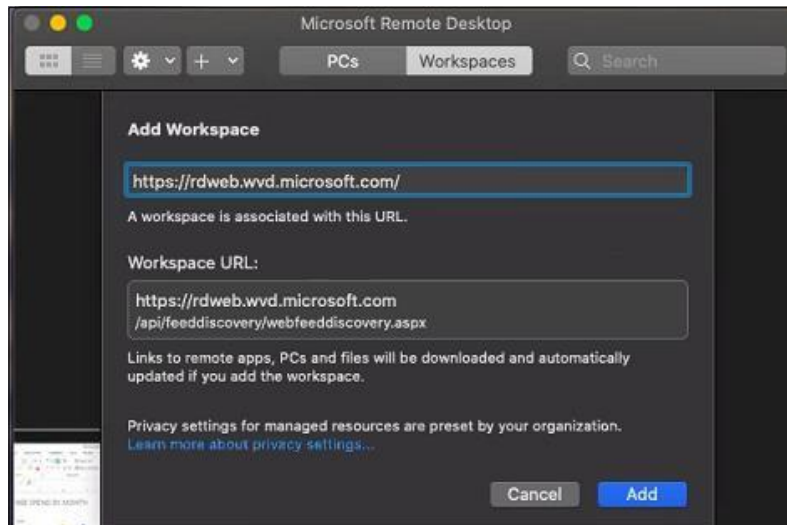 Microsoft Remote Desktop
PCs
Workspaces
Search
Add Workspace
https://rdweb.wvd.microsoft.com/
A workspace is associated with this URL.
Workspace URL:
https://rdweb.wvd.microsoft.com
/api/feeddiscovery/webfeeddiscovery.aspx
Links to remote apps, PCs and files will be downloaded and automatically
updated if you add the workspace.
Privacy settings for managed resources are preset by your organization.
Learn more about privacy settings...
SPEND BY MONTH
Cancel
Add